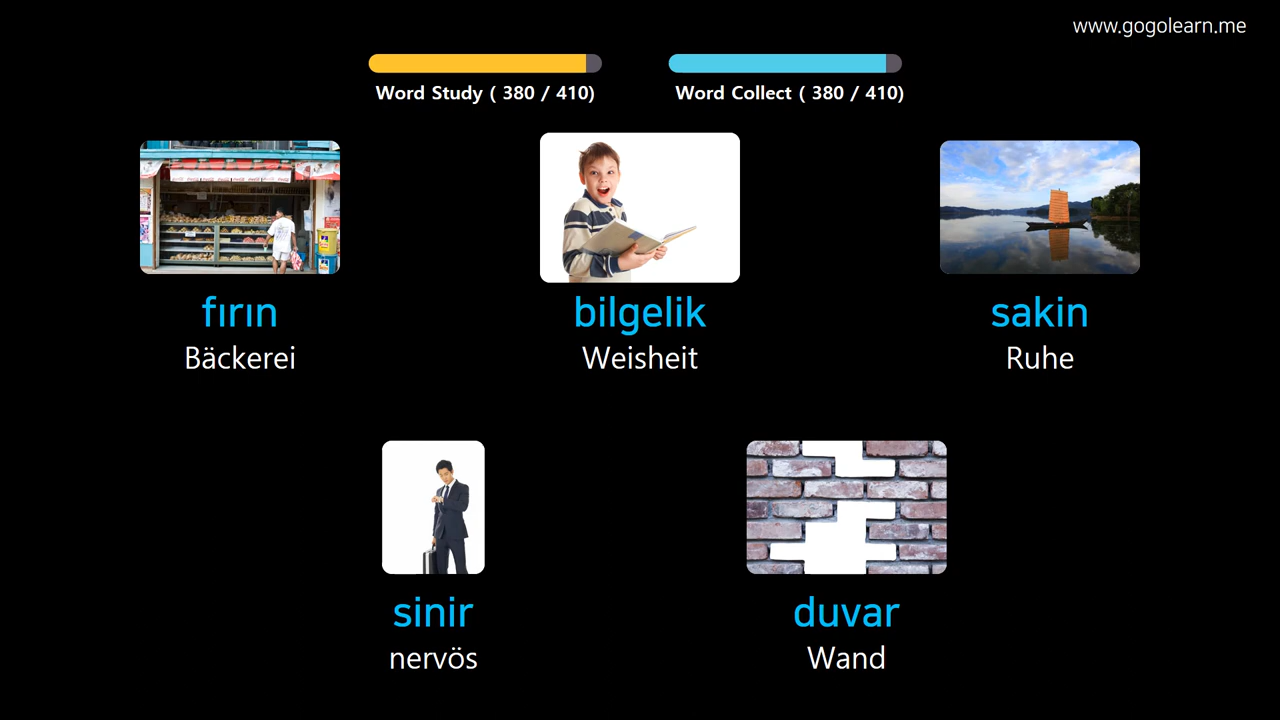 www.gogolearn.me
Word Study ( 380 / 410)
Word Collect ( 380 / 410)
fırın
Bäckerei
bilgelik
Weisheit
sakin
Ruhe
sinir
nervös
duvar
Wand